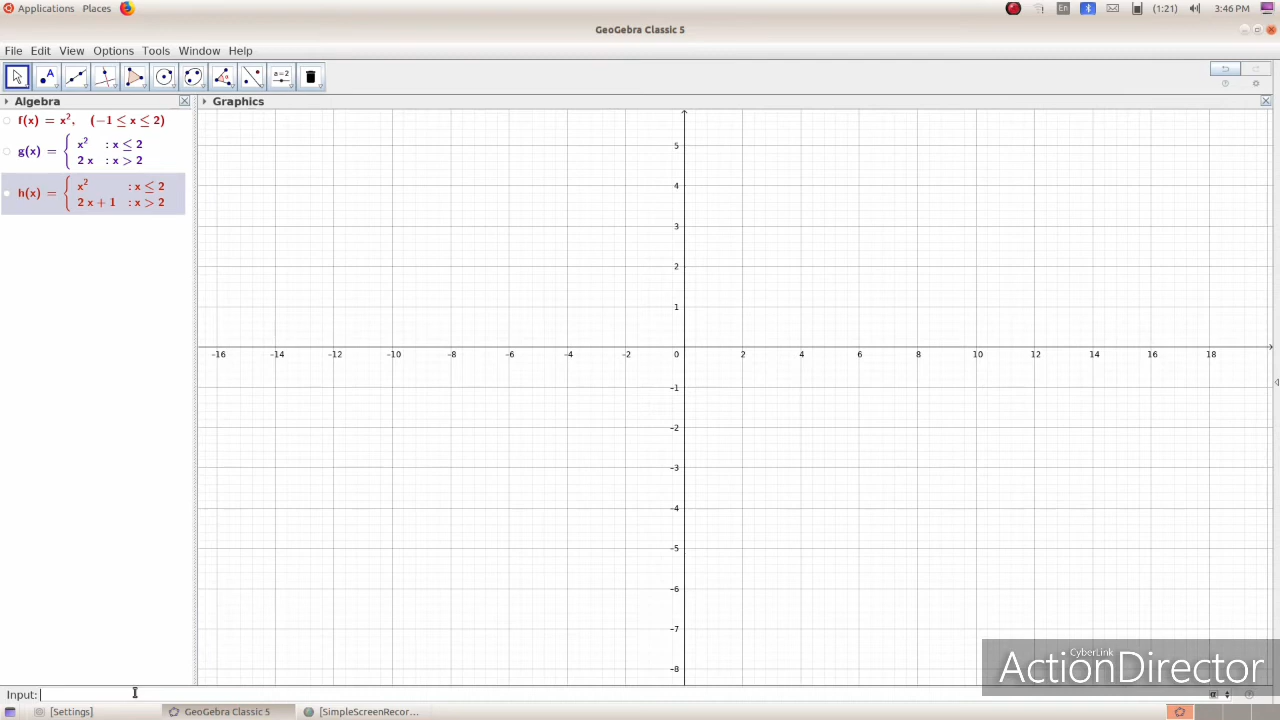 Applications Places En (1:21) 3:46 PM
GeoGebra Classic 5
File Edit View Options Tools Window Help
A a=2
Algebra Graphics
f(x) = x², (−1 ≤ x ≤ 2)
g(x) = { x² : x ≤ 2
2 x : x > 2
h(x) = { x² : x ≤ 2
2 x + 1 : x > 2
5
4
3
2
1
-16 -14 -12 -10 -8 -6 -4 -2 0 2 4 6 8 10 12 14 16 18
-1
-2
-3
-4
-5
-6
-7
-8
CyberLink
ActionDirector
Input: α
[Settings] GeoGebra Classic 5 [SimpleScreenRecor...